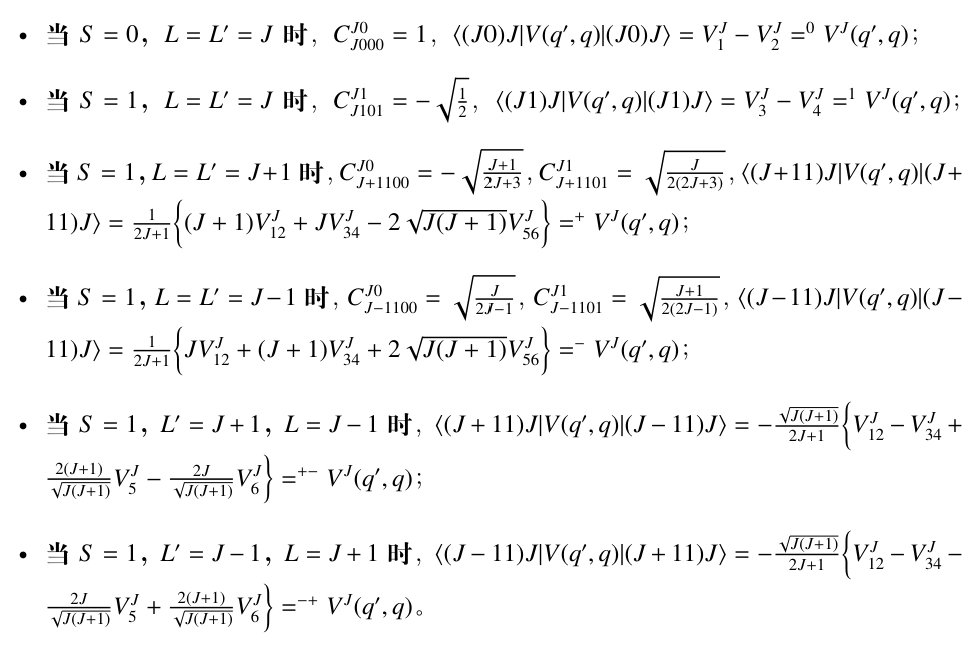 • 当 S = 0，L = L′ = J 时，$C^{J0}_{J000} = 1$，$\langle (J0)J|V(q′,q)|(J0)J\rangle = V^J_1 − V^J_2 =^0 V^J(q′,q)$；
• 当 S = 1，L = L′ = J 时，$C^{J1}_{J101} = −\sqrt{\frac{1}{2}}$，$\langle (J1)J|V(q′,q)|(J1)J\rangle = V^J_3 − V^J_4 =^1 V^J(q′,q)$；
• 当 S = 1，L = L′ = J+1 时，$C^{J0}_{J+1100} = −\sqrt{\frac{J+1}{2J+3}}$，$C^{J1}_{J+1101} = \sqrt{\frac{J}{2(2J+3)}}$，$\langle (J+11)J|V(q′,q)|(J+$
$11)J\rangle = \frac{1}{2J+1}\{(J+1)V^J_{12} + JV^J_{34} − 2\sqrt{J(J+1)}V^J_{56}\} =^+ V^J(q′,q)$；
• 当 S = 1，L = L′ = J−1 时，$C^{J0}_{J−1100} = \sqrt{\frac{J}{2J−1}}$，$C^{J1}_{J−1101} = \sqrt{\frac{J+1}{2(2J−1)}}$，$\langle (J−11)J|V(q′,q)|(J−$
$11)J\rangle = \frac{1}{2J+1}\{JV^J_{12} + (J+1)V^J_{34} + 2\sqrt{J(J+1)}V^J_{56}\} =^− V^J(q′,q)$；
• 当 S = 1，L′ = J + 1，L = J − 1 时，$\langle (J+11)J|V(q′,q)|(J−11)J\rangle = −\frac{\sqrt{J(J+1)}}{2J+1}\{V^J_{12} − V^J_{34} +$
$\frac{2(J+1)}{\sqrt{J(J+1)}}V^J_5 − \frac{2J}{\sqrt{J(J+1)}}V^J_6\} =^{+−} V^J(q′,q)$；
• 当 S = 1，L′ = J − 1，L = J + 1 时，$\langle (J−11)J|V(q′,q)|(J+11)J\rangle = −\frac{\sqrt{J(J+1)}}{2J+1}\{V^J_{12} − V^J_{34} −$
$\frac{2J}{\sqrt{J(J+1)}}V^J_5 + \frac{2(J+1)}{\sqrt{J(J+1)}}V^J_6\} =^{−+} V^J(q′,q)$。